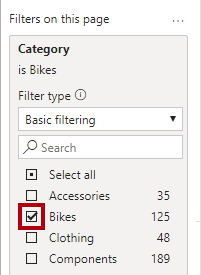 Filters on this page ...
Category
is Bikes
Filter type
Basic filtering
Search
Select all
Accessories 35
Bikes 125
Clothing 48
Components 189